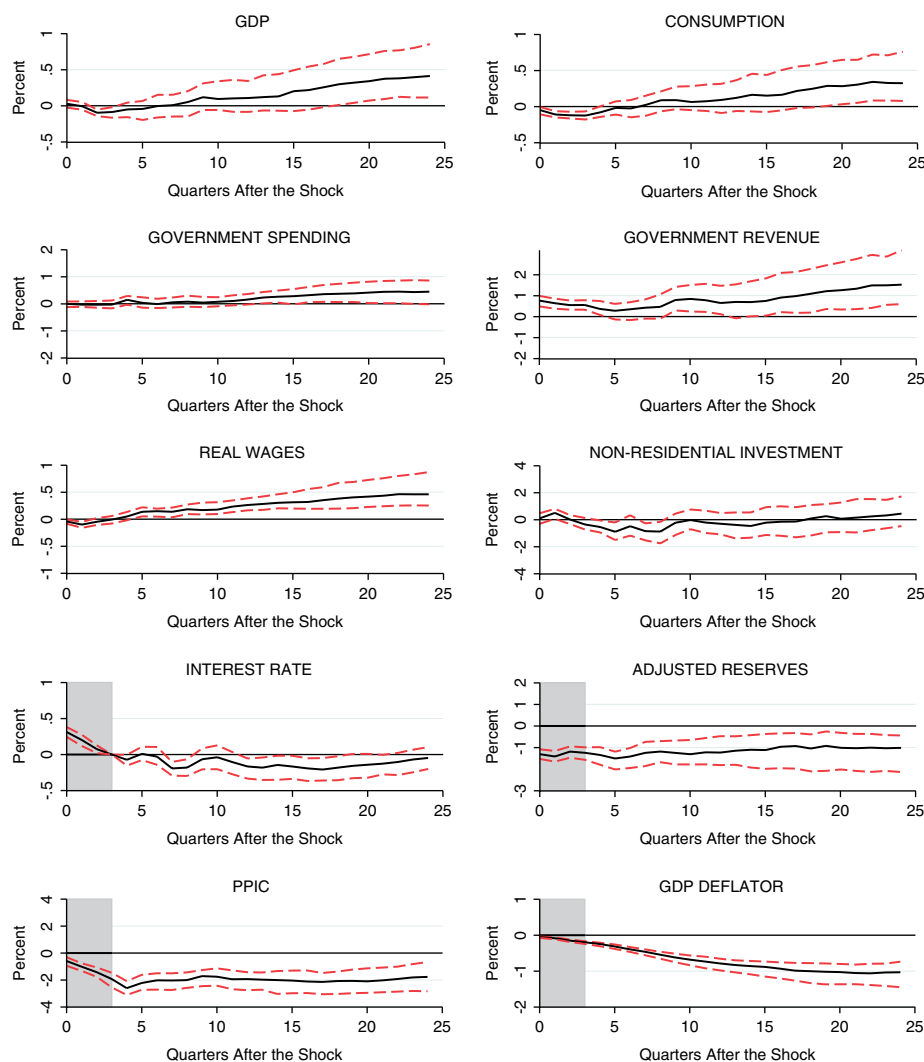 GDP
Percent
1
.5
0
-.5
0 5 10 15 20 25
Quarters After the Shock
CONSUMPTION
Percent
1
.5
0
-.5
0 5 10 15 20 25
Quarters After the Shock
GOVERNMENT SPENDING
Percent
2
1
0
-1
-2
0 5 10 15 20 25
Quarters After the Shock
GOVERNMENT REVENUE
Percent
2
1
0
-1
-2
0 5 10 15 20 25
Quarters After the Shock
REAL WAGES
Percent
1
.5
0
-.5
-1
0 5 10 15 20 25
Quarters After the Shock
NON-RESIDENTIAL INVESTMENT
Percent
4
2
0
-2
-4
0 5 10 15 20 25
Quarters After the Shock
INTEREST RATE
Percent
1
.5
0
-.5
0 5 10 15 20 25
Quarters After the Shock
ADJUSTED RESERVES
Percent
2
1
0
-1
-3
0 5 10 15 20 25
Quarters After the Shock
PPIC
Percent
4
2
0
-2
-4
0 5 10 15 20 25
Quarters After the Shock
GDP DEFLATOR
Percent
1
0
-1
-2
0 5 10 15 20 25
Quarters After the Shock